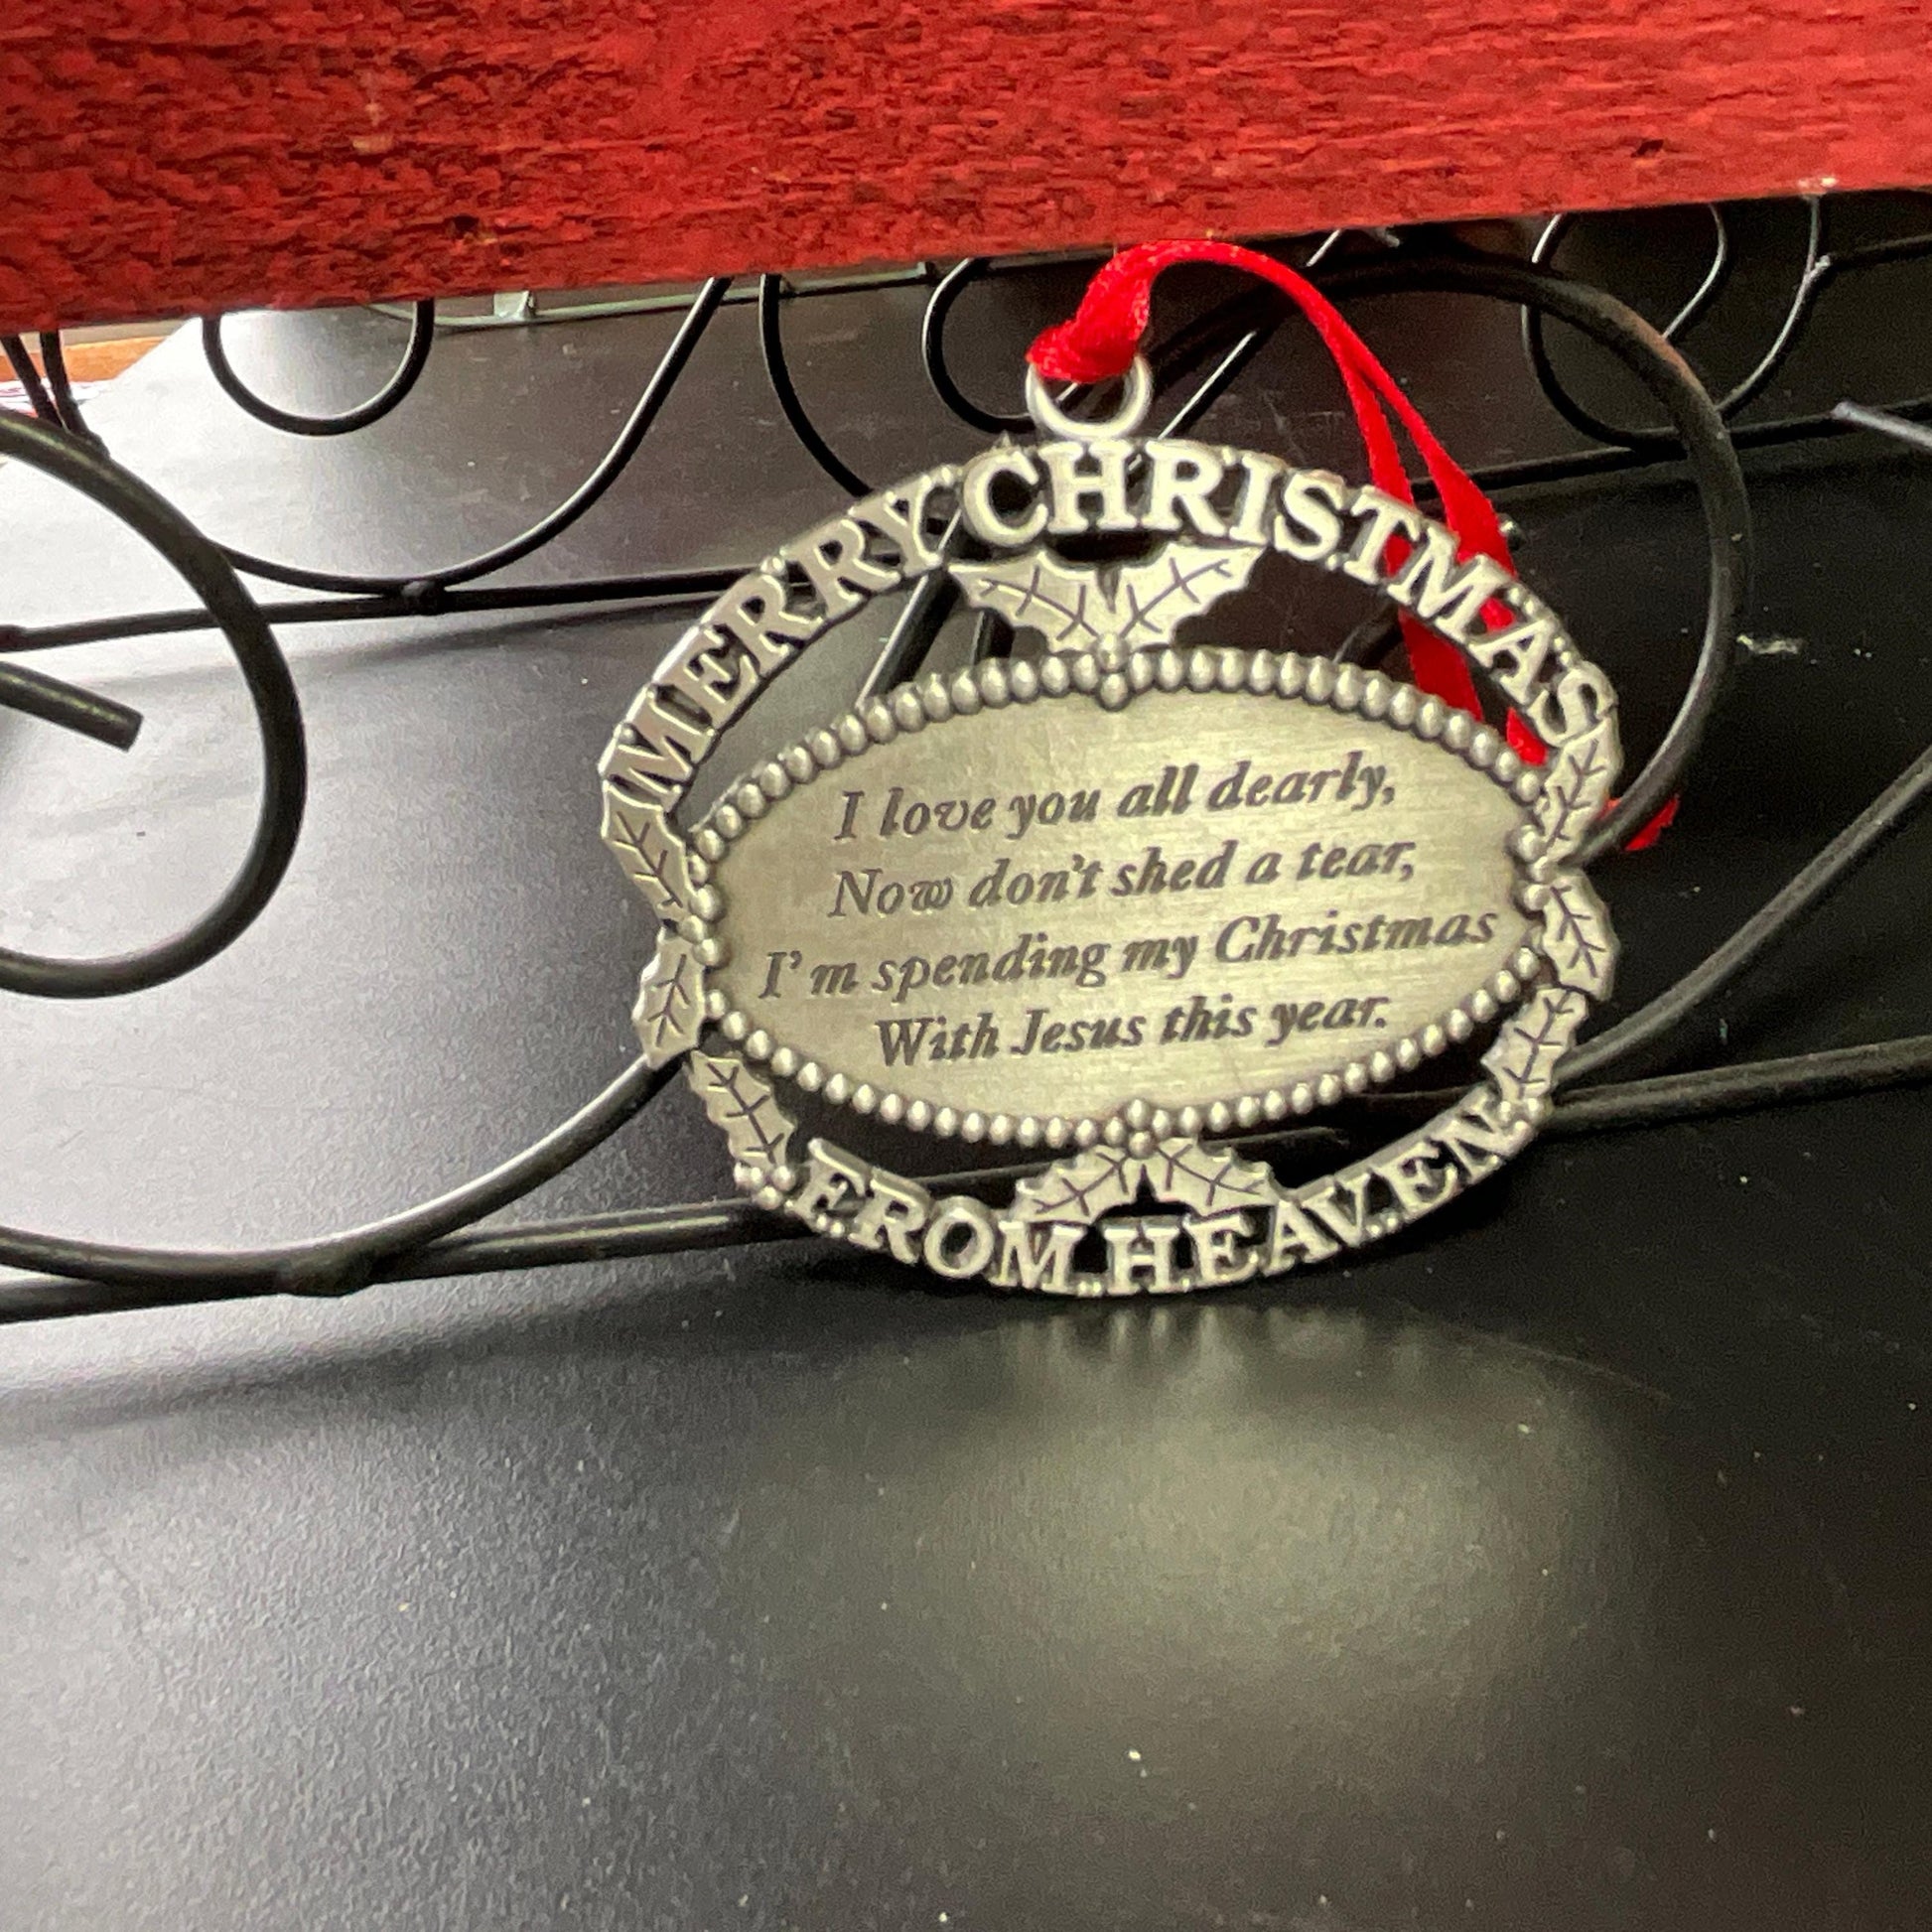 MERRY CHRISTMAS
I love you all dearly,
Now don't shed a tear,
I'm spending my Christmas
With Jesus this year.
FROM HEAVEN